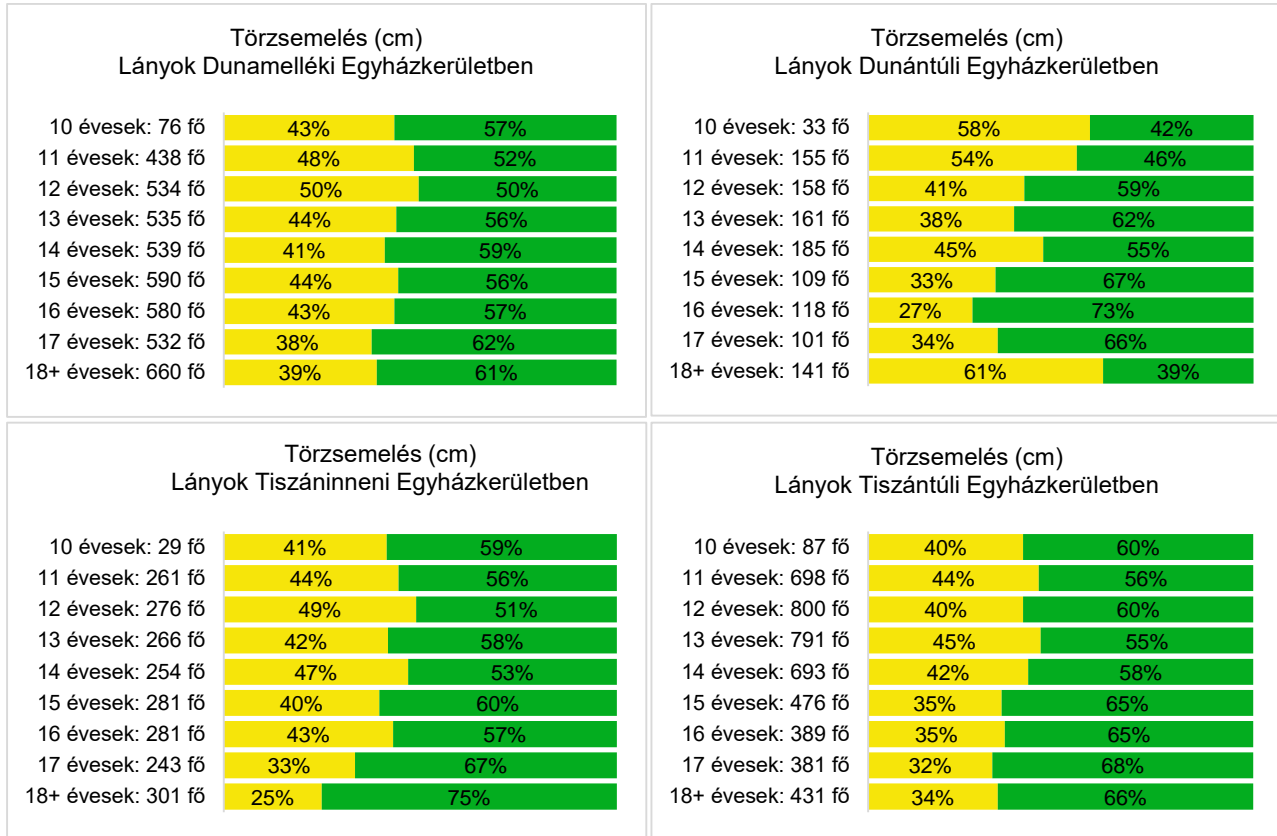 Törzsemelés (cm)
Lányok Dunamelléki Egyházkerületben
10 évesek: 76 fő 43% 57%
11 évesek: 438 fő 48% 52%
12 évesek: 534 fő 50% 50%
13 évesek: 535 fő 44% 56%
14 évesek: 539 fő 41% 59%
15 évesek: 590 fő 44% 56%
16 évesek: 580 fő 43% 57%
17 évesek: 532 fő 38% 62%
18+ évesek: 660 fő 39% 61%
Törzsemelés (cm)
Lányok Dunántúli Egyházkerületben
10 évesek: 33 fő 58% 42%
11 évesek: 155 fő 54% 46%
12 évesek: 158 fő 41% 59%
13 évesek: 161 fő 38% 62%
14 évesek: 185 fő 45% 55%
15 évesek: 109 fő 33% 67%
16 évesek: 118 fő 27% 73%
17 évesek: 101 fő 34% 66%
18+ évesek: 141 fő 61% 39%
Törzsemelés (cm)
Lányok Tiszáninneni Egyházkerületben
10 évesek: 29 fő 41% 59%
11 évesek: 261 fő 44% 56%
12 évesek: 276 fő 49% 51%
13 évesek: 266 fő 42% 58%
14 évesek: 254 fő 47% 53%
15 évesek: 281 fő 40% 60%
16 évesek: 281 fő 43% 57%
17 évesek: 243 fő 33% 67%
18+ évesek: 301 fő 25% 75%
Törzsemelés (cm)
Lányok Tiszántúli Egyházkerületben
10 évesek: 87 fő 40% 60%
11 évesek: 698 fő 44% 56%
12 évesek: 800 fő 40% 60%
13 évesek: 791 fő 45% 55%
14 évesek: 693 fő 42% 58%
15 évesek: 476 fő 35% 65%
16 évesek: 389 fő 35% 65%
17 évesek: 381 fő 32% 68%
18+ évesek: 431 fő 34% 66%